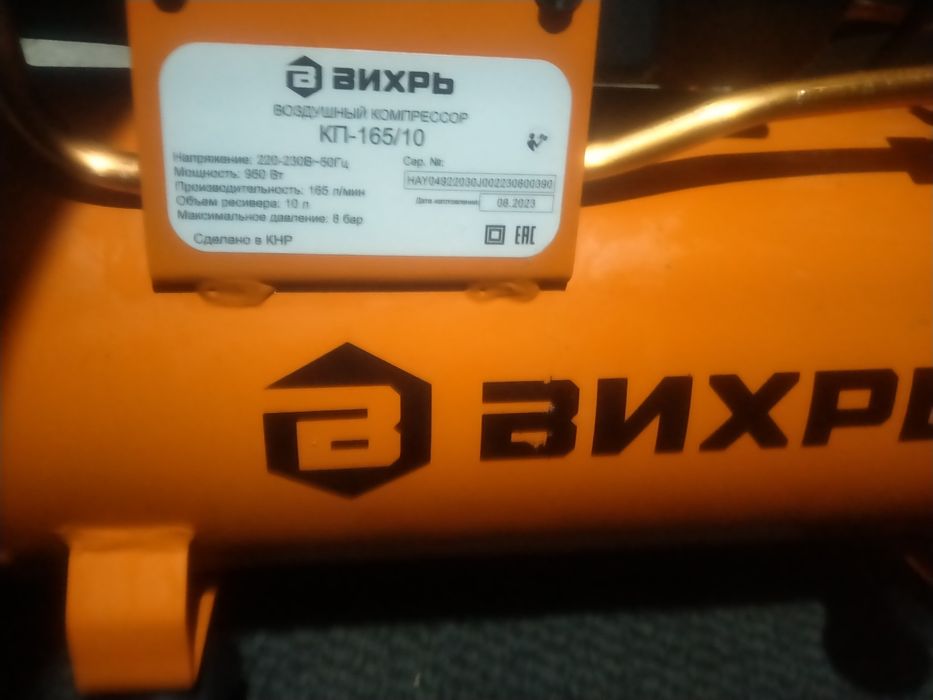 ВИХРЬ
ВОЗДУШНЫЙ КОМПРЕССОР
КП-165/10
Напряжение: 220-230В~50Гц
Мощность: 950 Вт
Производительность: 165 л/мин
Объем ресивера: 10 л
Максимальное давление: 8 бар
Сделано в КНР
Сер. №:
HAY04922030J002230600390
Дата изготовления 08.2023
EAC
ВИХРЬ